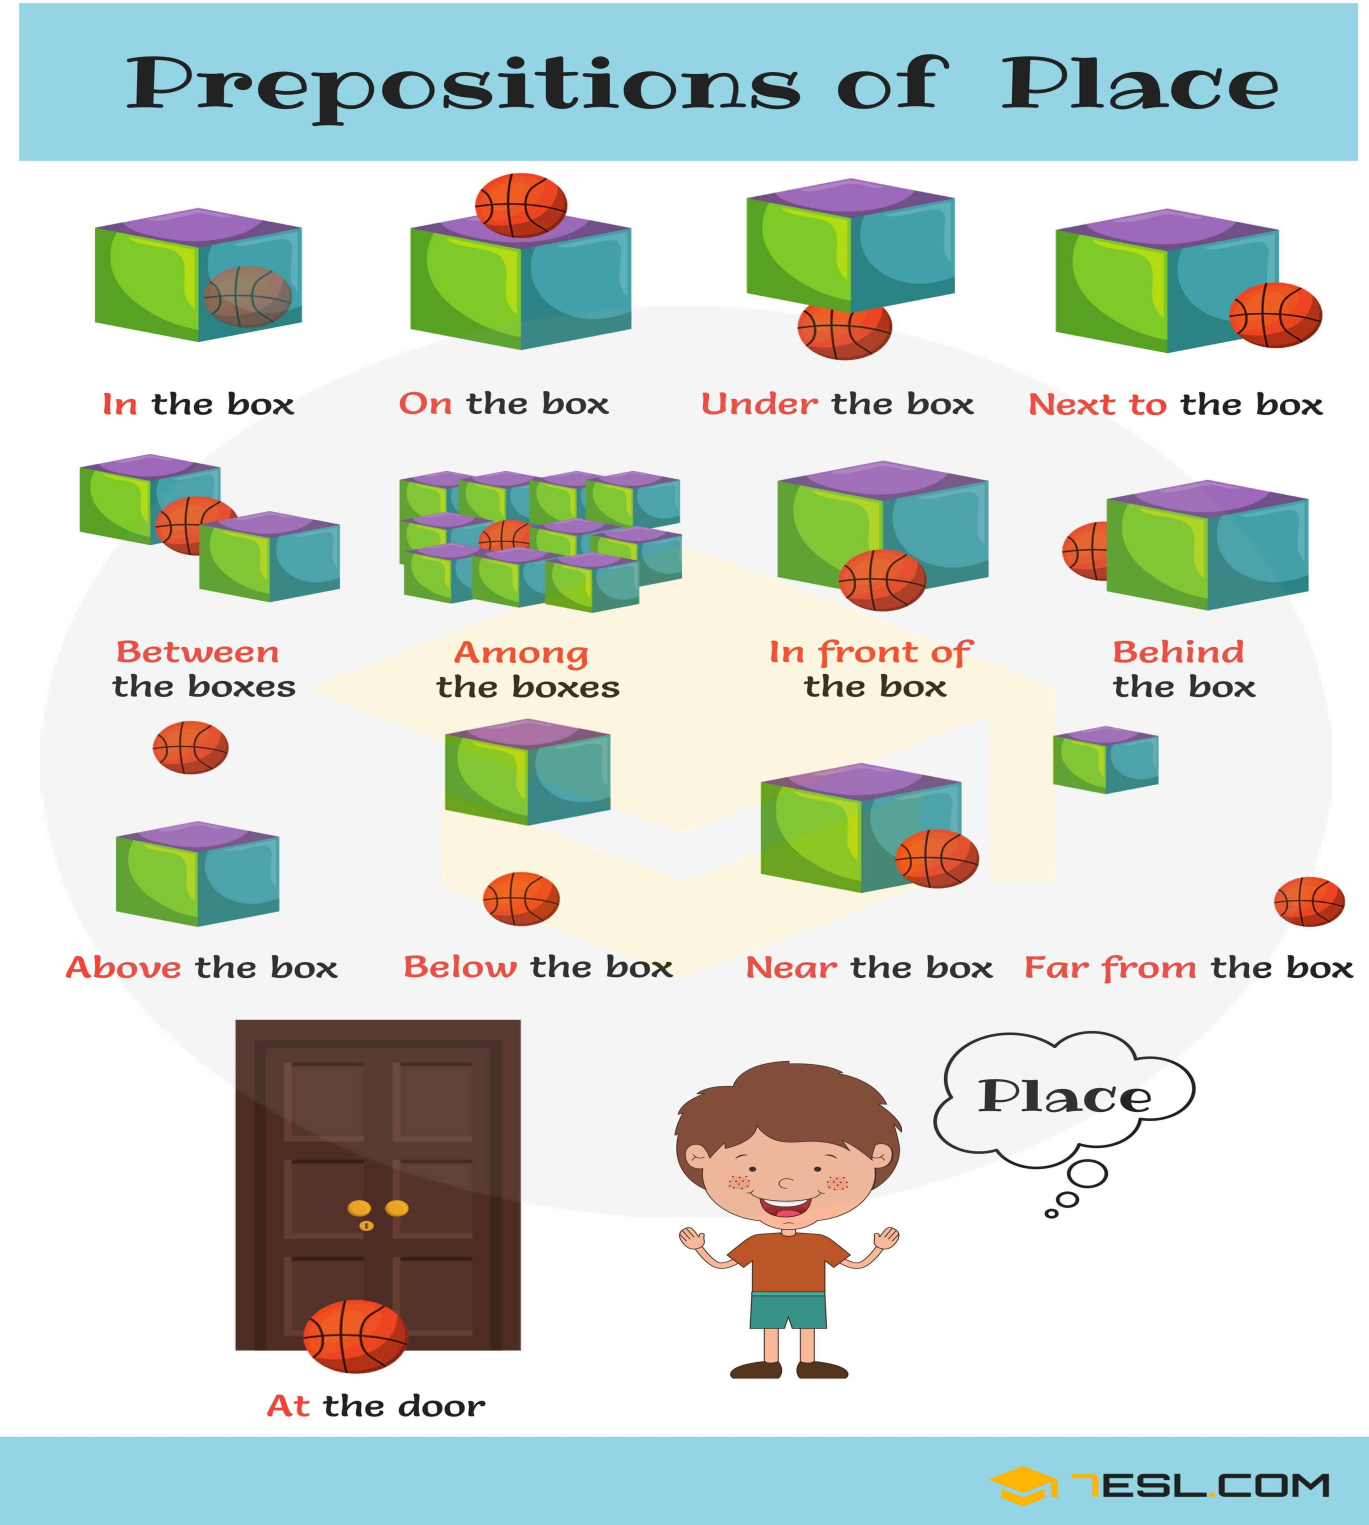 Prepositions of Place
In the box
On the box
Under the box
Next to the box
Between
the boxes
Among
the boxes
In front of
the box
Behind
the box
Above the box
Below the box
Near the box
Far from the box
Place
At the door
7ESL.COM